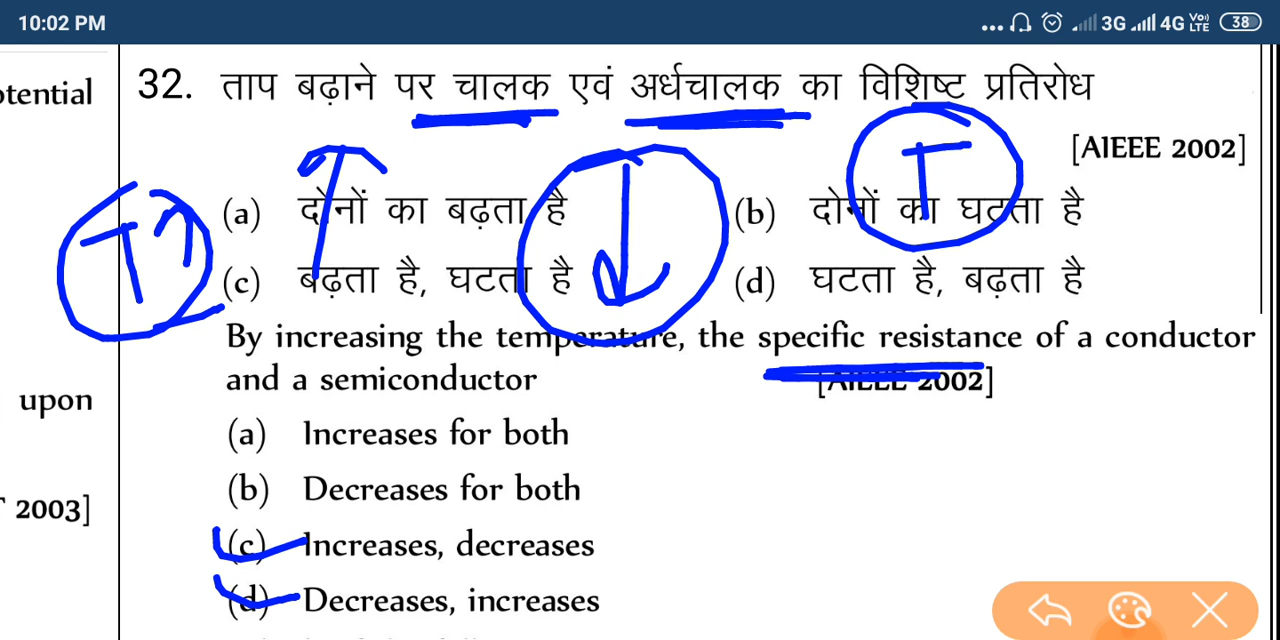 10:02 PM
3G 4G VoI) LTE 38
otential
32. ताप बढ़ाने पर चालक एवं अर्धचालक का विशिष्ट प्रतिरोध
[AIEEE 2002]
(a) दोनों का बढ़ता है (b) दोनों का घटता है
(c) बढ़ता है, घटता है (d) घटता है, बढ़ता है
By increasing the temperature, the specific resistance of a conductor
and a semiconductor [AIEEE 2002]
upon
(a) Increases for both
(b) Decreases for both
2003]
(c) Increases, decreases
(d) Decreases, increases
T
T